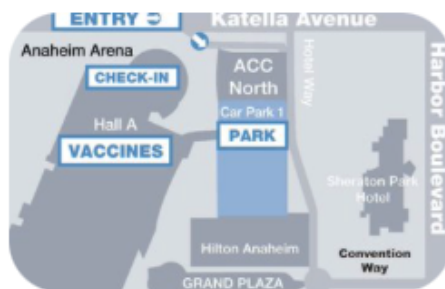 ENTRY
Katella Avenue
Anaheim Arena
CHECK-IN
ACC
North
Hotel Way
Car Park 1
Hall A
PARK
VACCINES
Harbor Boulevard
Sheraton Park
Hotel
Hilton Anaheim
Convention
Way
GRAND PLAZA